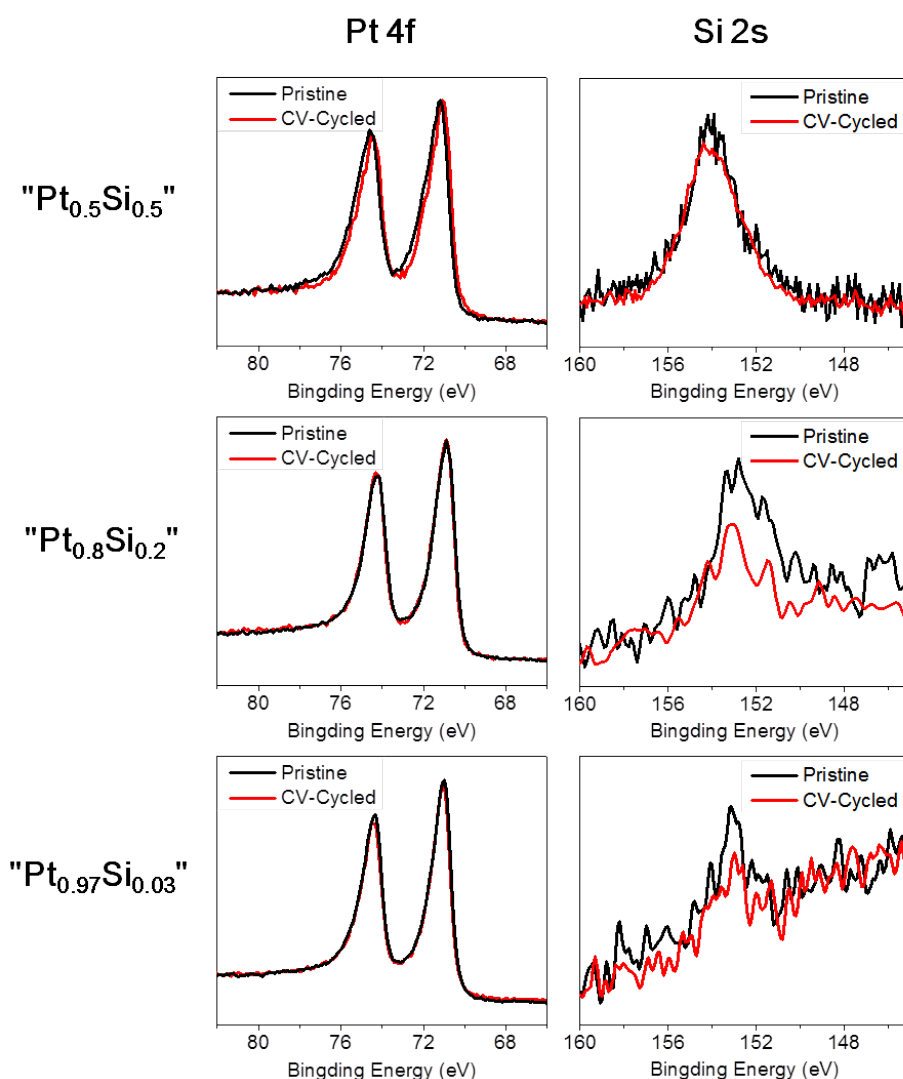 Pt 4f
Si 2s
"Pt0.5Si0.5"
Pristine
CV-Cycled
80 76 72 68
Bingding Energy (eV)
Pristine
CV-Cycled
160 156 152 148
Bingding Energy (eV)
"Pt0.8Si0.2"
Pristine
CV-Cycled
80 76 72 68
Bingding Energy (eV)
Pristine
CV-Cycled
160 156 152 148
Bingding Energy (eV)
"Pt0.97Si0.03"
Pristine
CV-Cycled
80 76 72 68
Bingding Energy (eV)
Pristine
CV-Cycled
160 156 152 148
Bingding Energy (eV)